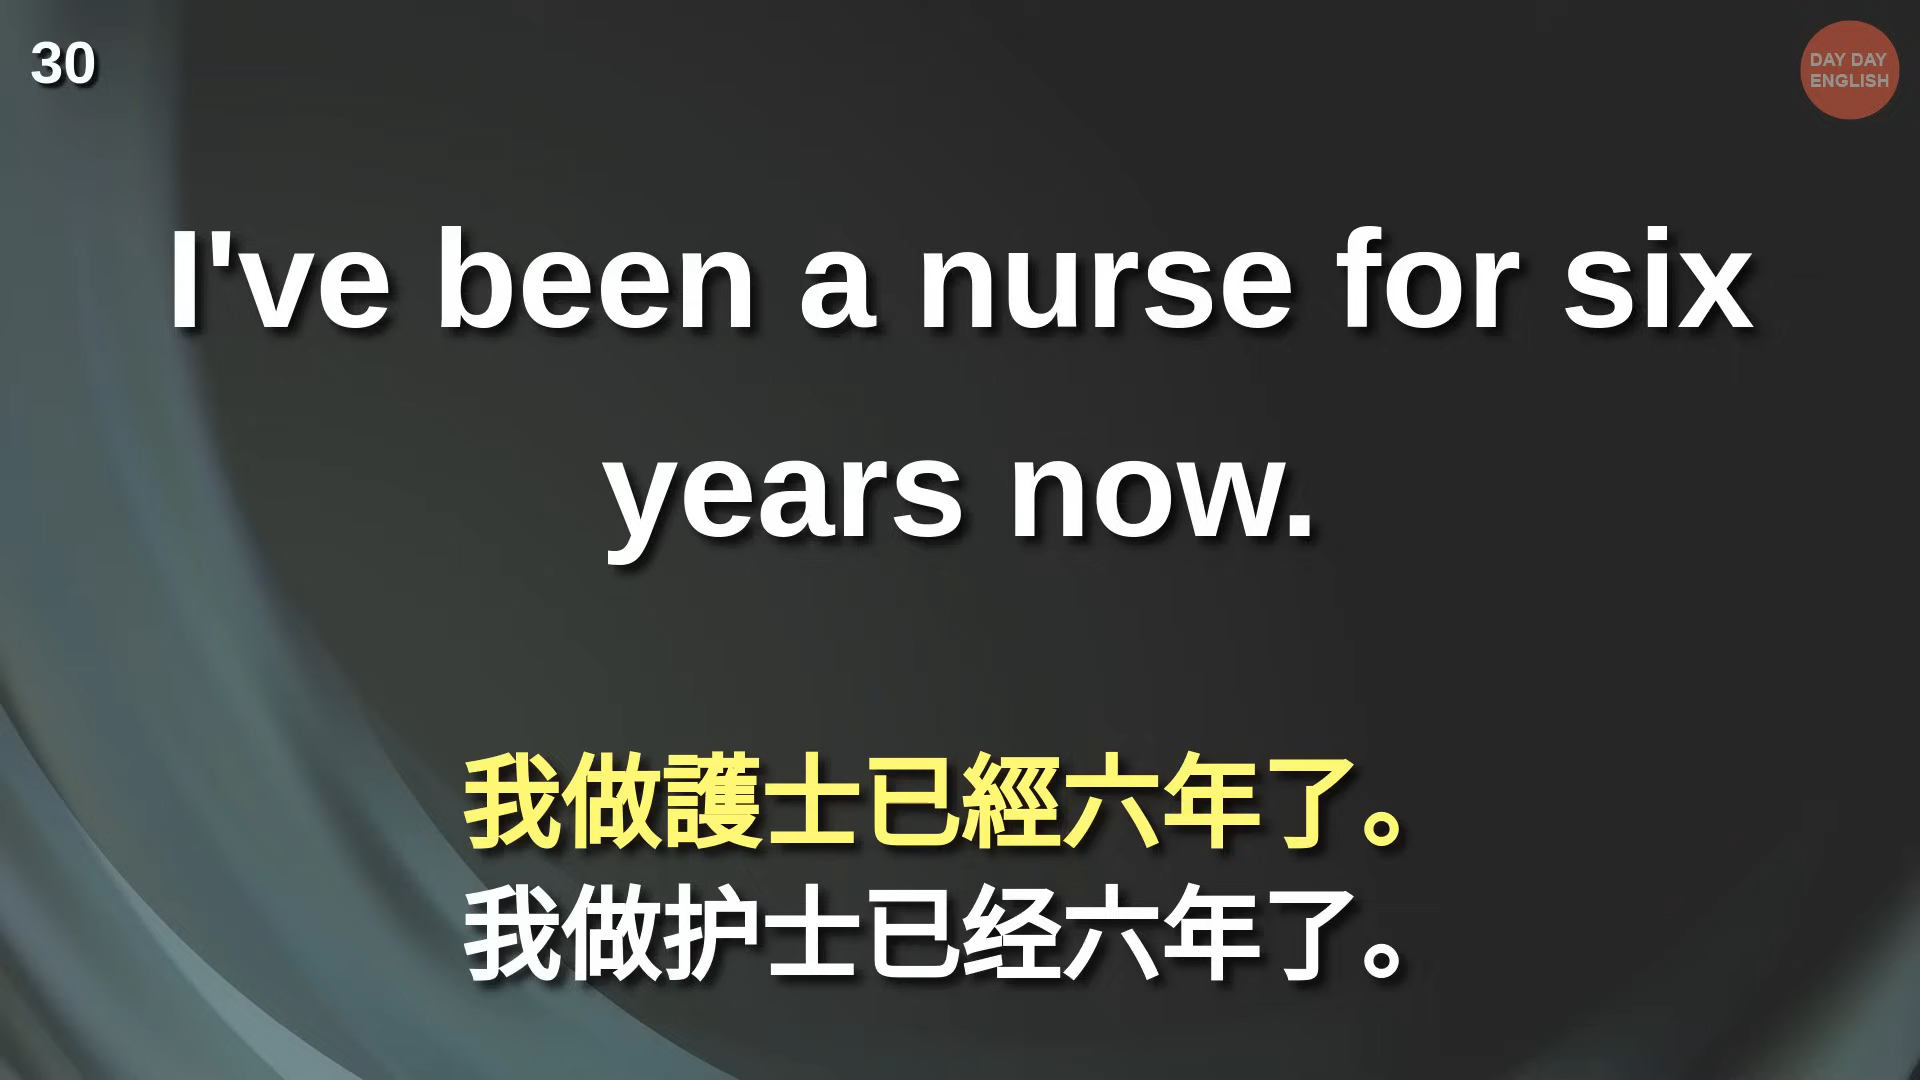 30
DAY DAY
ENGLISH
I've been a nurse for six
years now.
我做護士已經六年了。
我做护士已经六年了。